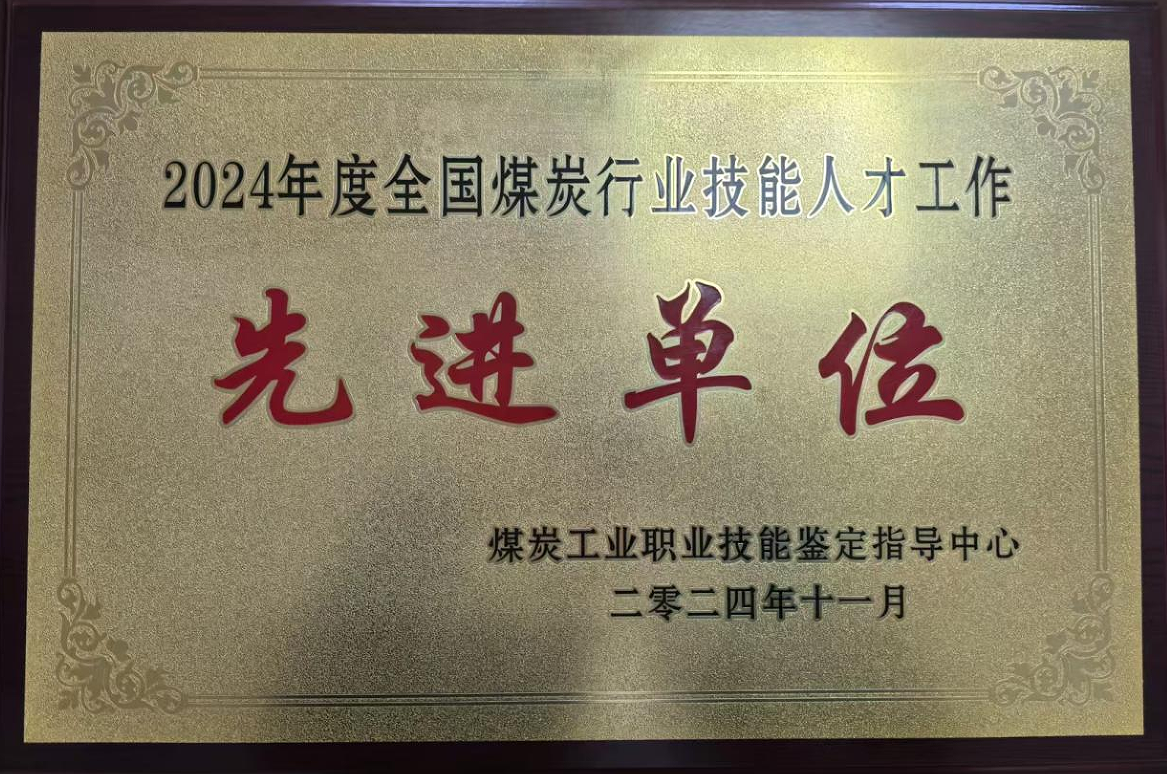 2024年度全国煤炭行业技能人才工作
先进单位
煤炭工业职业技能鉴定指导中心
二零二四年十一月